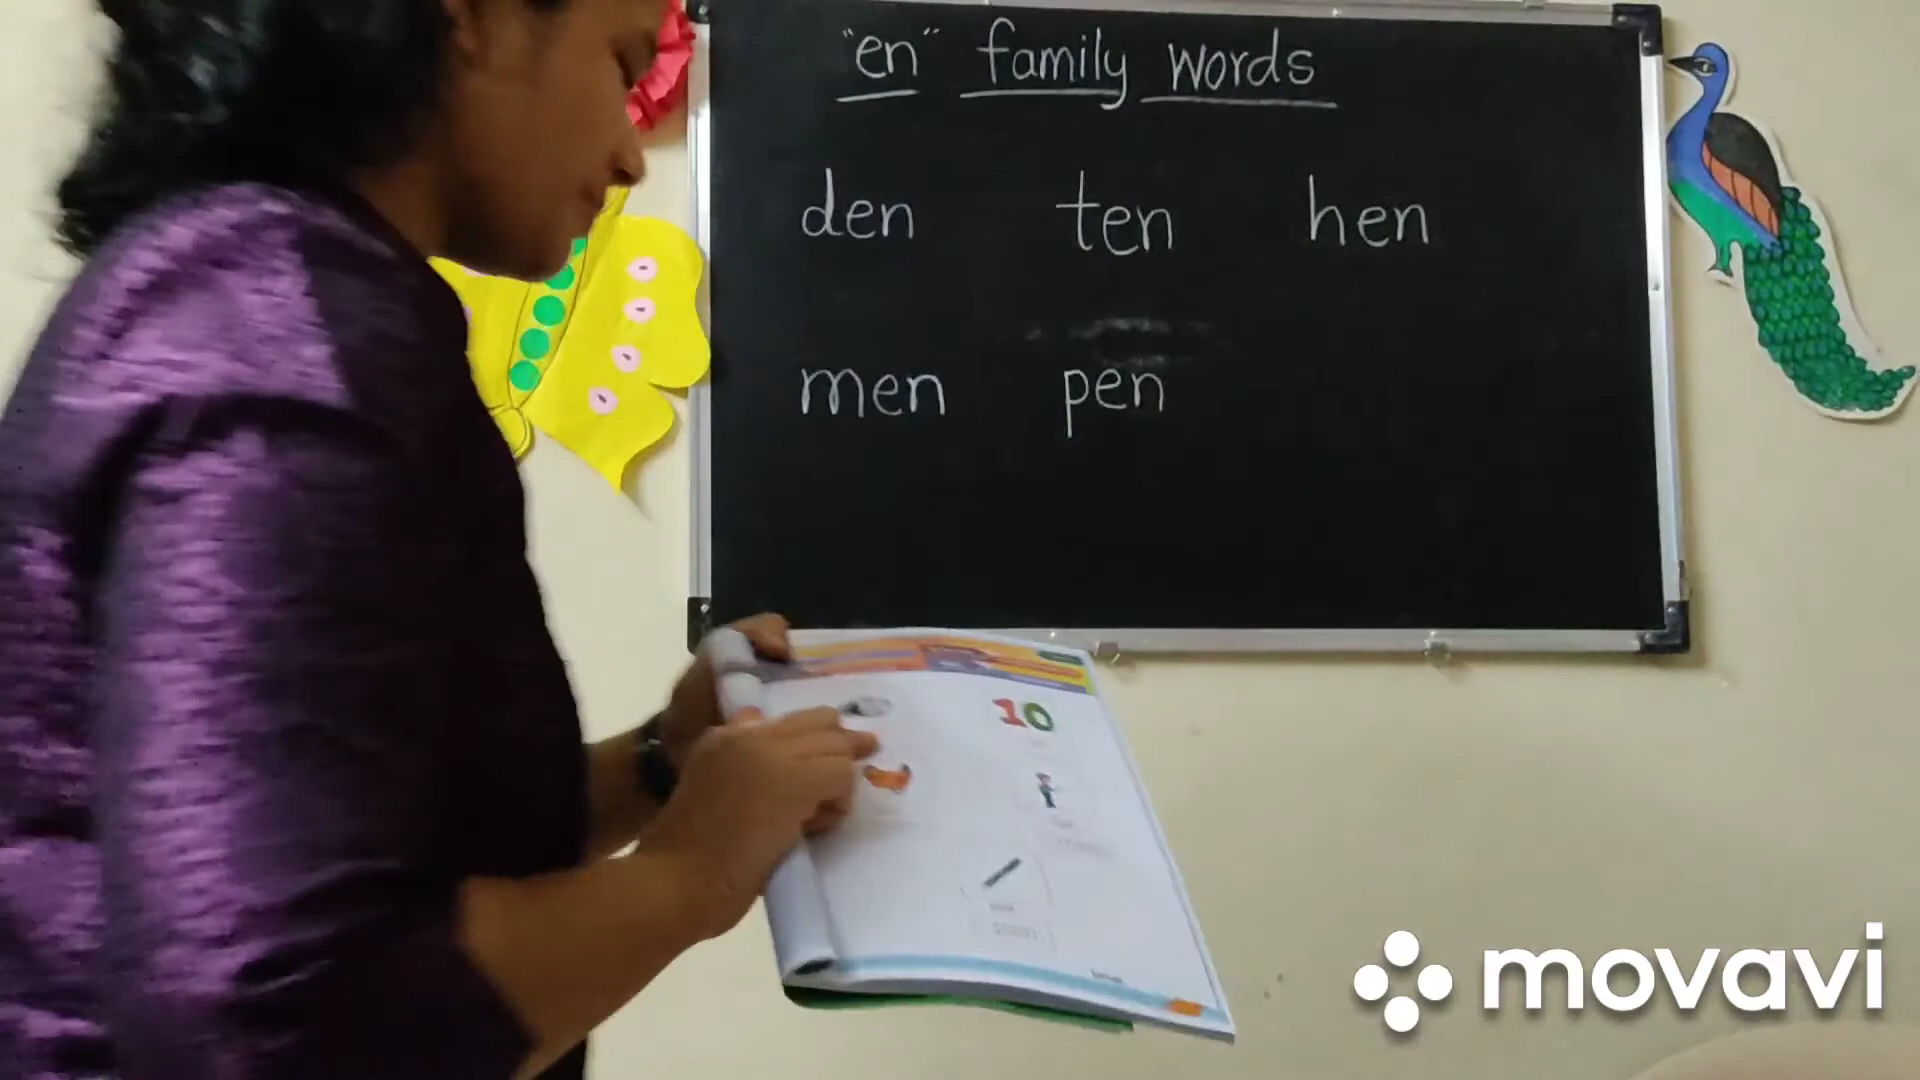 "en" family words
den ten hen
men pen
10
movavi